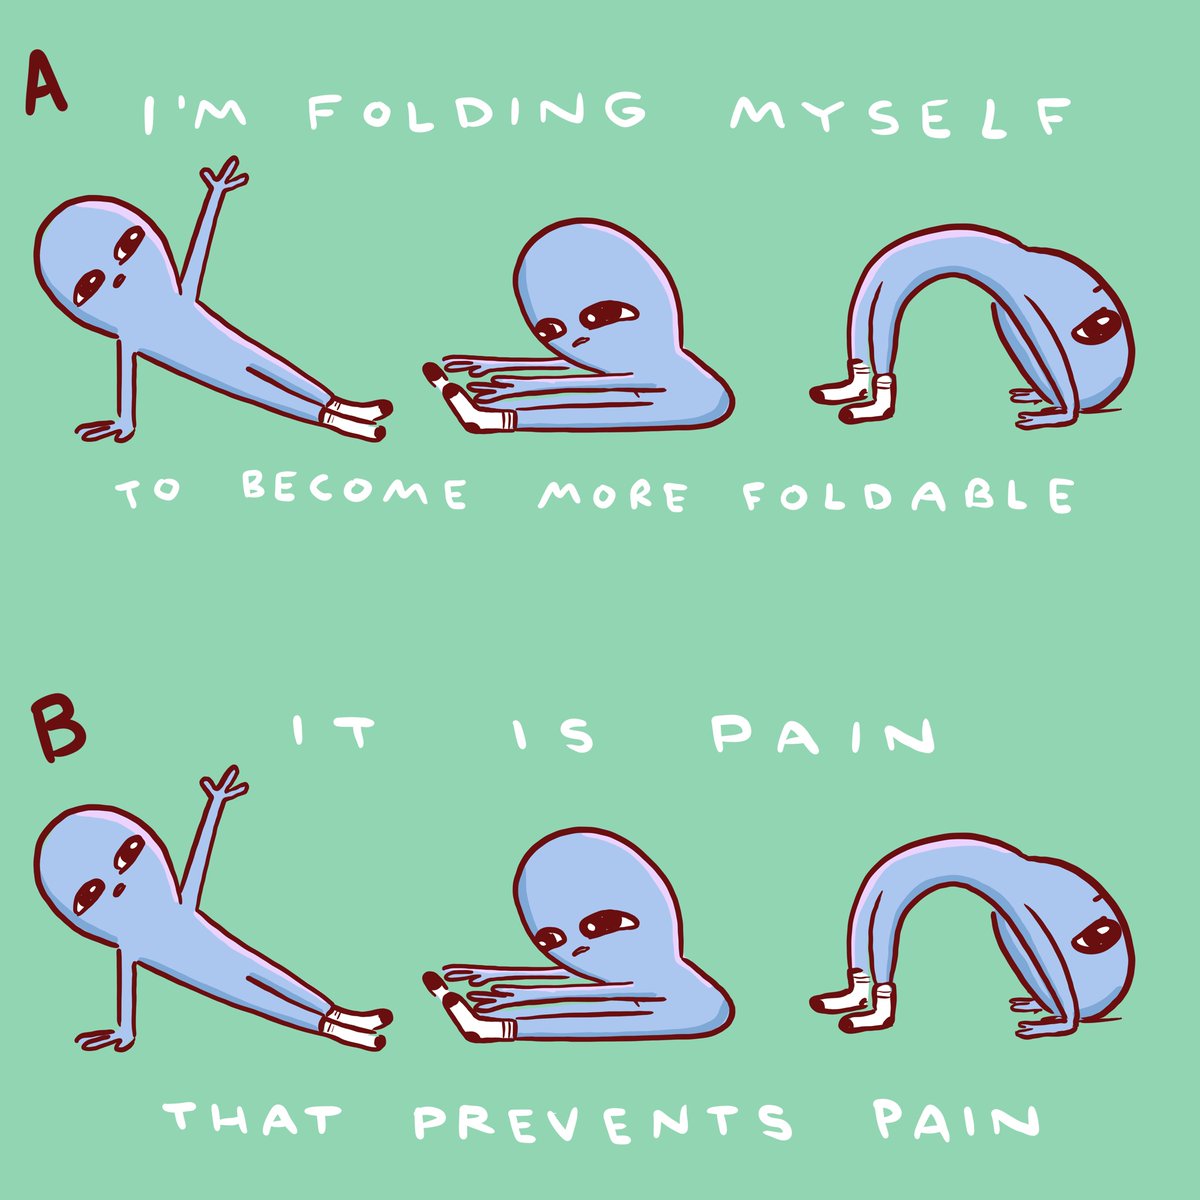 A
I'M FOLDING MYSELF
TO BECOME MORE FOLDABLE
B
IT IS PAIN
THAT PREVENTS PAIN